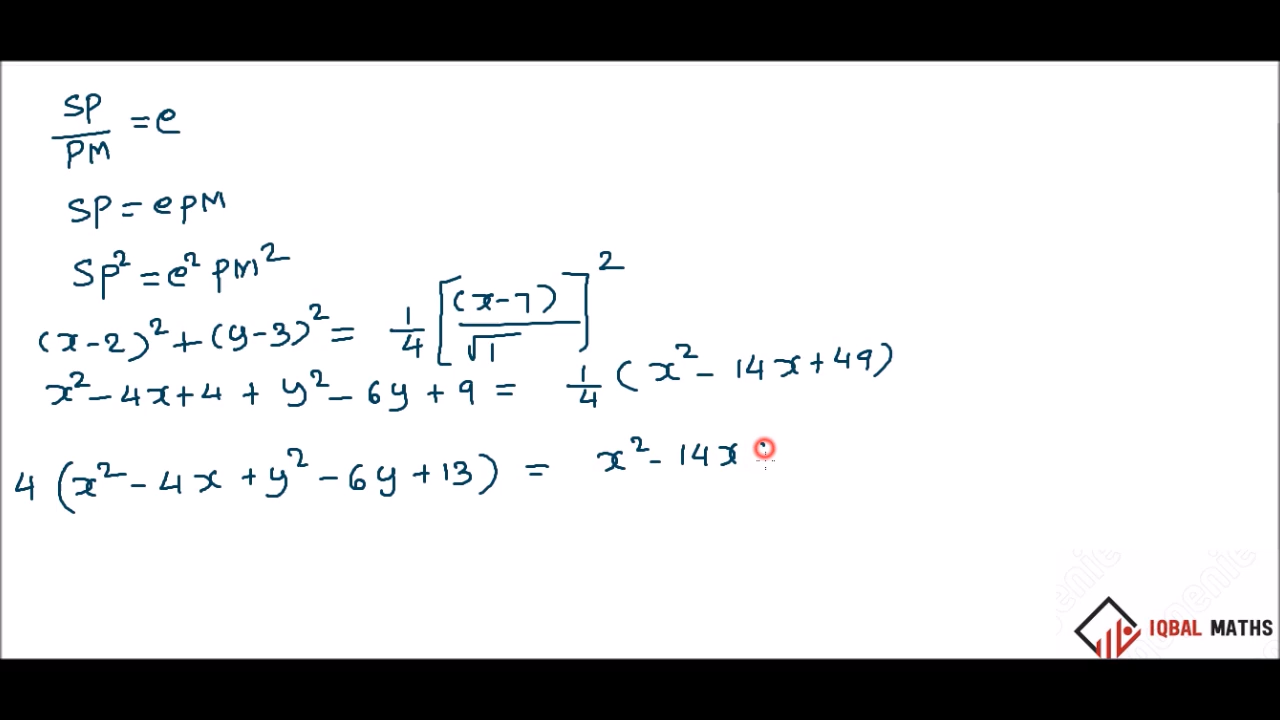 SP/PM = e
SP = e PM
SP² = e² PM²
(x-2)² + (y-3)² = 1/4 [(x-7)/√1]²
x² - 4x + 4 + y² - 6y + 9 = 1/4 (x² - 14x + 49)
4 (x² - 4x + y² - 6y + 13) = x² - 14x
IQBAL MATHS